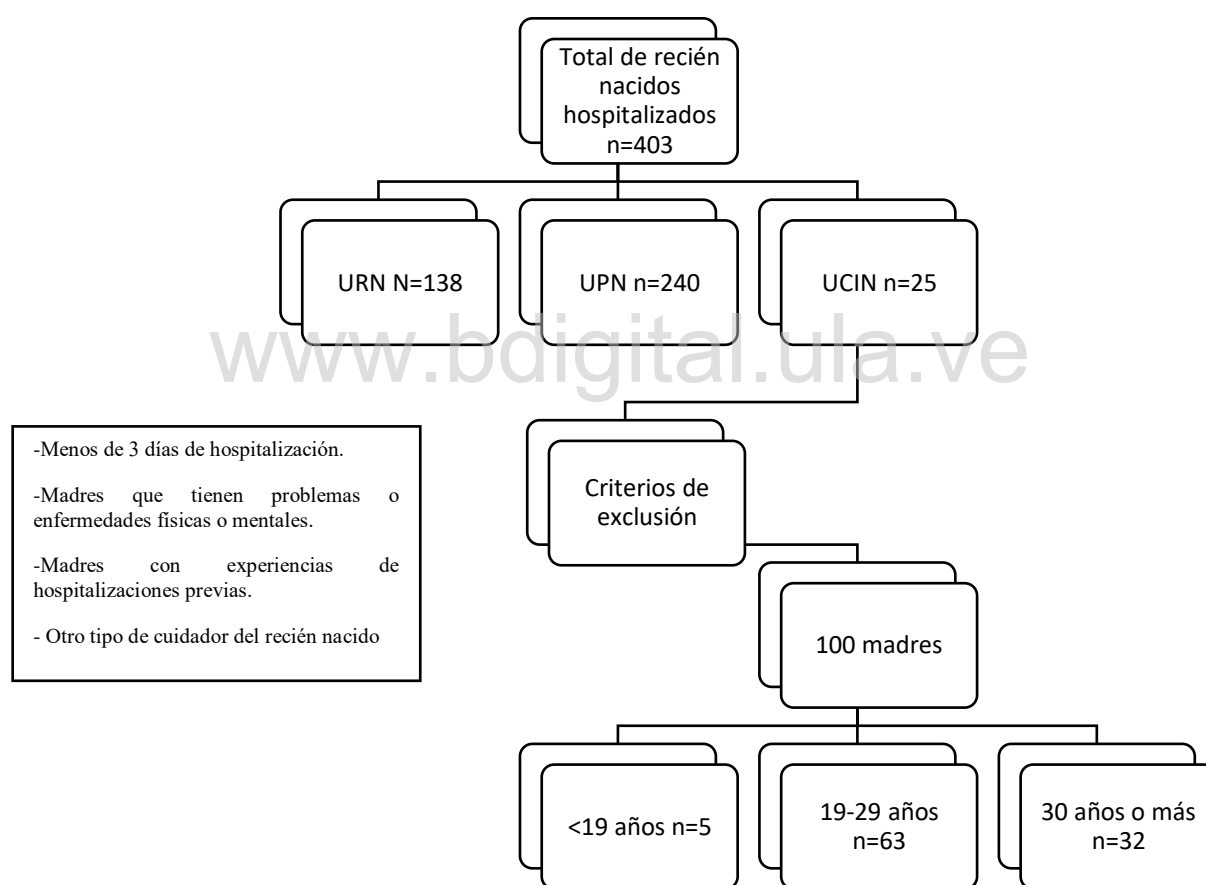 Total de recién
nacidos
hospitalizados
n=403
URN N=138
UPN n=240
UCIN n=25
www.bdigital.ula.ve
-Menos de 3 días de hospitalización.
-Madres que tienen problemas o
enfermedades físicas o mentales.
-Madres con experiencias de
hospitalizaciones previas.
- Otro tipo de cuidador del recién nacido
Criterios de
exclusión
100 madres
<19 años n=5
19-29 años
n=63
30 años o más
n=32